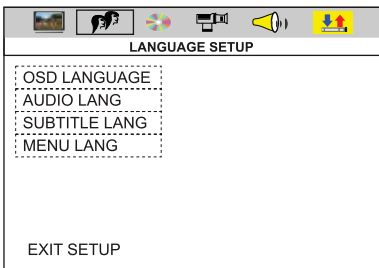 LANGUAGE SETUP
OSD LANGUAGE
AUDIO LANG
SUBTITLE LANG
MENU LANG
EXIT SETUP